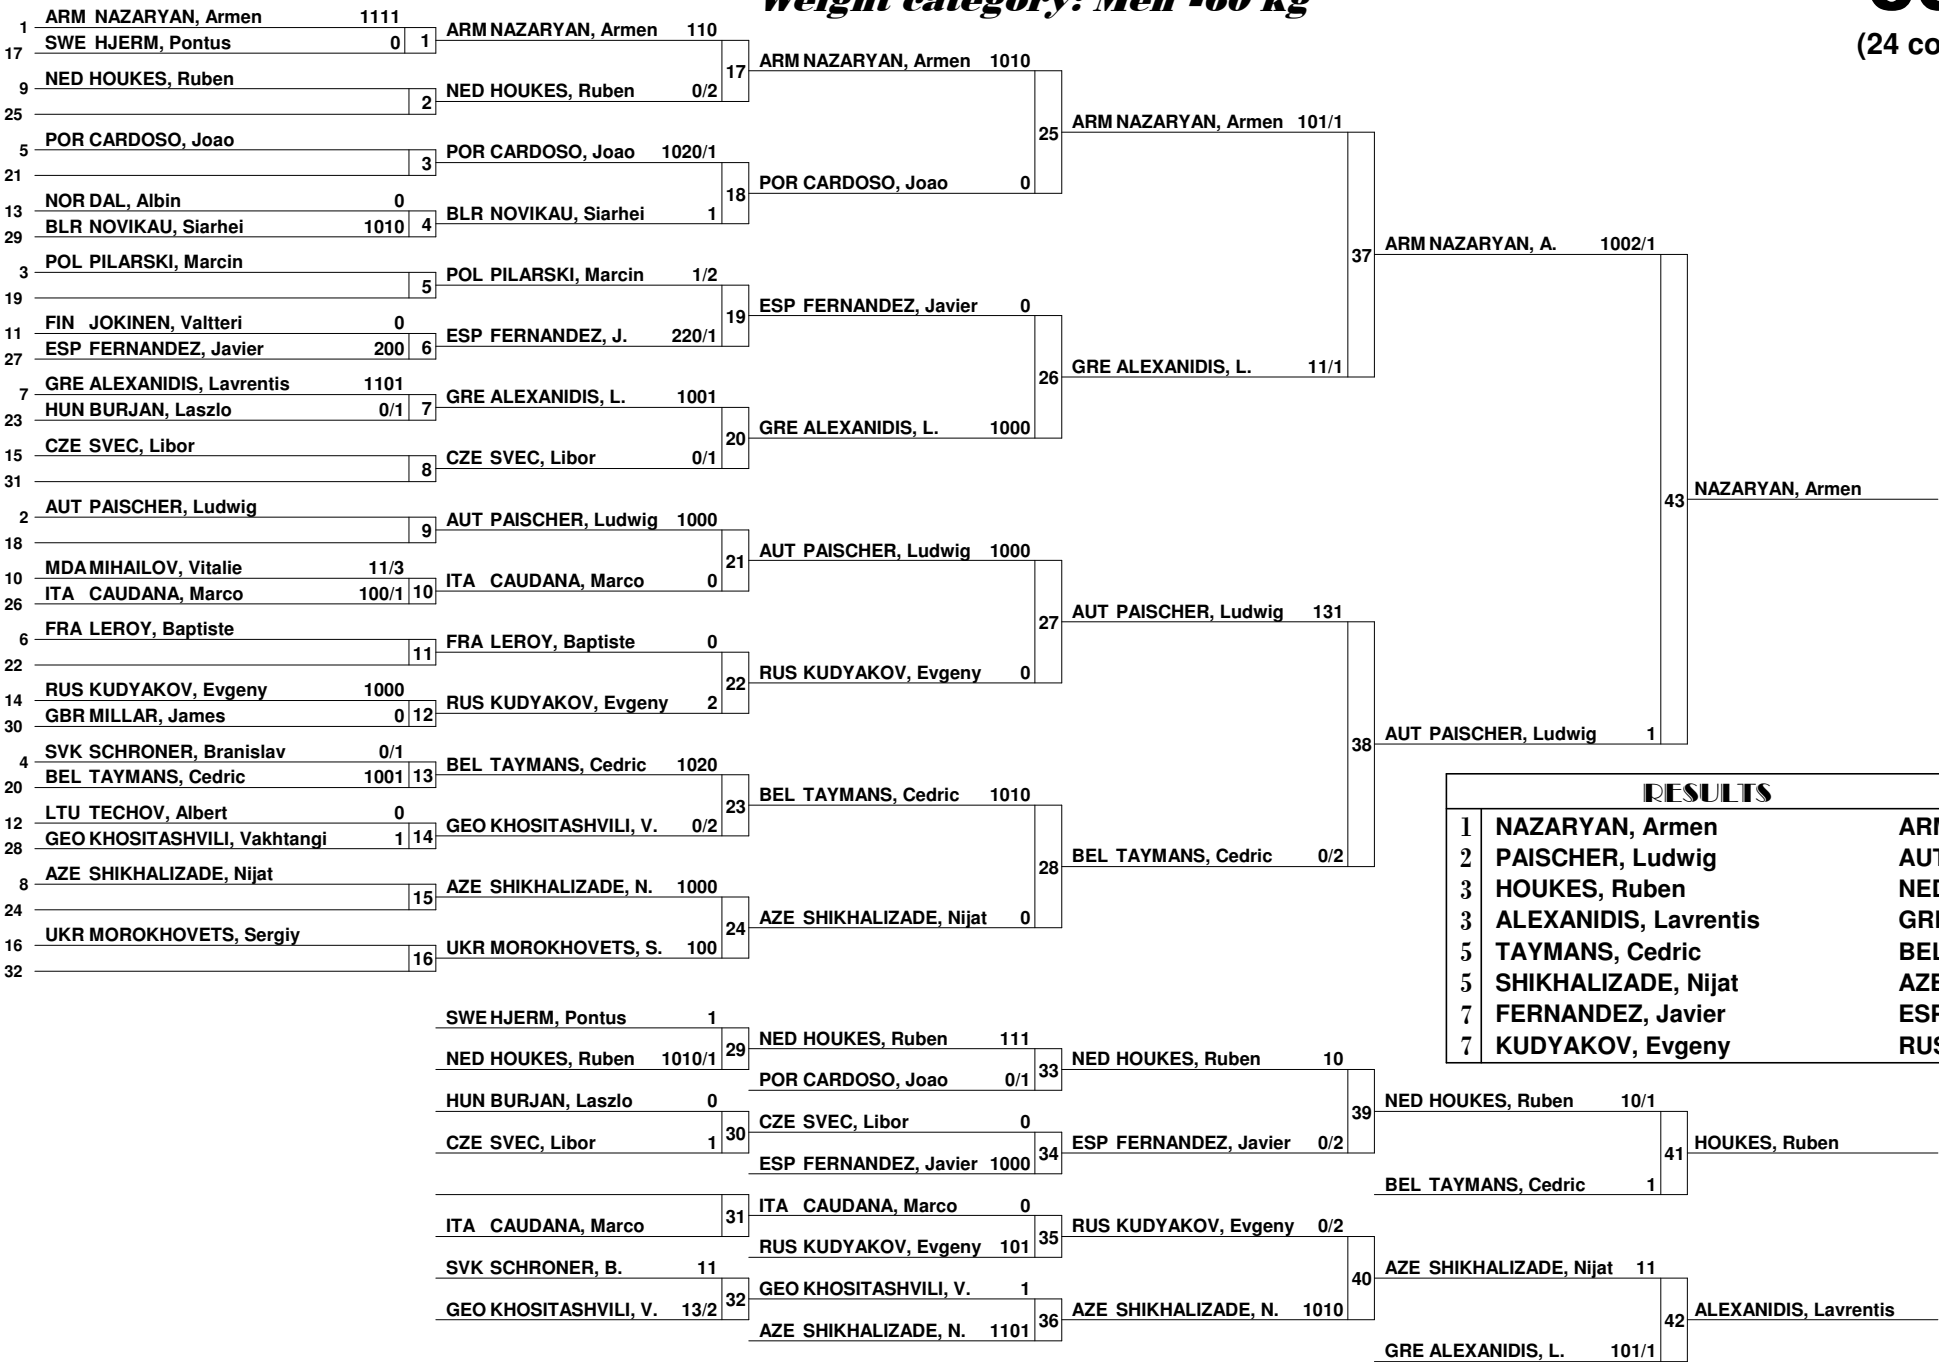 Weight category: Men -60 kg
(24 co
1 ARM NAZARYAN, Armen 1111
17 SWE HJERM, Pontus 0 1
9 NED HOUKES, Ruben
25 2
5 POR CARDOSO, Joao
21 3
13 NOR DAL, Albin 0
29 BLR NOVIKAU, Siarhei 1010 4
3 POL PILARSKI, Marcin
19 5
11 FIN JOKINEN, Valtteri 0
27 ESP FERNANDEZ, Javier 200 6
7 GRE ALEXANIDIS, Lavrentis 1101
23 HUN BURJAN, Laszlo 0/1 7
15 CZE SVEC, Libor
31 8
2 AUT PAISCHER, Ludwig
18 9
10 MDA MIHAILOV, Vitalie 11/3
26 ITA CAUDANA, Marco 100/1 10
6 FRA LEROY, Baptiste
22 11
14 RUS KUDYAKOV, Evgeny 1000
30 GBR MILLAR, James 0 12
4 SVK SCHRONER, Branislav 0/1
20 BEL TAYMANS, Cedric 1001 13
12 LTU TECHOV, Albert 0
28 GEO KHOSITASHVILI, Vakhtangi 1 14
8 AZE SHIKHALIZADE, Nijat
24 15
16 UKR MOROKHOVETS, Sergiy
32 16
ARM NAZARYAN, Armen 110
17
NED HOUKES, Ruben 0/2
POR CARDOSO, Joao 1020/1
18
BLR NOVIKAU, Siarhei 1
POL PILARSKI, Marcin 1/2
19
ESP FERNANDEZ, J. 220/1
GRE ALEXANIDIS, L. 1001
20
CZE SVEC, Libor 0/1
AUT PAISCHER, Ludwig 1000
21
ITA CAUDANA, Marco 0
FRA LEROY, Baptiste 0
22
RUS KUDYAKOV, Evgeny 2
BEL TAYMANS, Cedric 1020
23
GEO KHOSITASHVILI, V. 0/2
AZE SHIKHALIZADE, N. 1000
24
UKR MOROKHOVETS, S. 100
ARM NAZARYAN, Armen 1010
25
POR CARDOSO, Joao 0
ESP FERNANDEZ, Javier 0
26
GRE ALEXANIDIS, L. 1000
AUT PAISCHER, Ludwig 1000
27
RUS KUDYAKOV, Evgeny 0
BEL TAYMANS, Cedric 1010
28
AZE SHIKHALIZADE, Nijat 0
ARM NAZARYAN, Armen 101/1
37
GRE ALEXANIDIS, L. 11/1
AUT PAISCHER, Ludwig 131
38
BEL TAYMANS, Cedric 0/2
ARM NAZARYAN, A. 1002/1
43
AUT PAISCHER, Ludwig 1
NAZARYAN, Armen
RESULTS
1 NAZARYAN, Armen ARM
2 PAISCHER, Ludwig AUT
3 HOUKES, Ruben NED
3 ALEXANIDIS, Lavrentis GRE
5 TAYMANS, Cedric BEL
5 SHIKHALIZADE, Nijat AZE
7 FERNANDEZ, Javier ESP
7 KUDYAKOV, Evgeny RUS
SWE HJERM, Pontus 1
29
NED HOUKES, Ruben 1010/1
HUN BURJAN, Laszlo 0
30
CZE SVEC, Libor 1
31
ITA CAUDANA, Marco
SVK SCHRONER, B. 11
32
GEO KHOSITASHVILI, V. 13/2
NED HOUKES, Ruben 111
33
POR CARDOSO, Joao 0/1
CZE SVEC, Libor 0
34
ESP FERNANDEZ, Javier 1000
ITA CAUDANA, Marco 0
35
RUS KUDYAKOV, Evgeny 101
GEO KHOSITASHVILI, V. 1
36
AZE SHIKHALIZADE, N. 1101
NED HOUKES, Ruben 10
39
ESP FERNANDEZ, Javier 0/2
RUS KUDYAKOV, Evgeny 0/2
40
AZE SHIKHALIZADE, N. 1010
NED HOUKES, Ruben 10/1
41
BEL TAYMANS, Cedric 1
HOUKES, Ruben
AZE SHIKHALIZADE, Nijat 11
42
GRE ALEXANIDIS, L. 101/1
ALEXANIDIS, Lavrentis